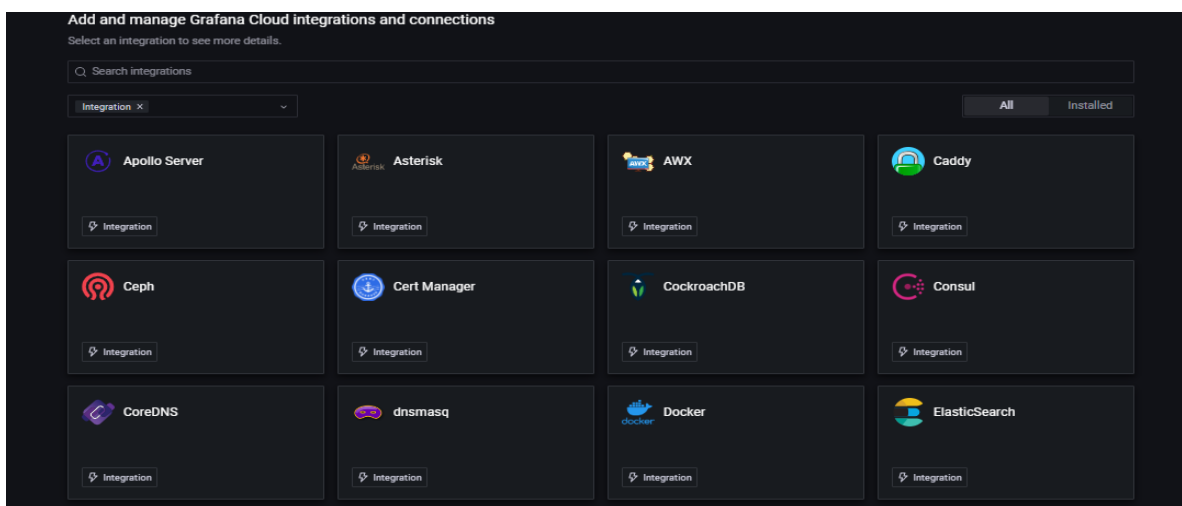 Add and manage Grafana Cloud integrations and connections
Select an integration to see more details.
Search integrations
Integration ×
All Installed
Apollo Server
Integration
Asterisk
Asterisk
Integration
AWX
AWX
Integration
Caddy
Integration
Ceph
Integration
Cert Manager
Integration
CockroachDB
Integration
Consul
Integration
CoreDNS
Integration
dnsmasq
Integration
docker
Docker
Integration
ElasticSearch
Integration